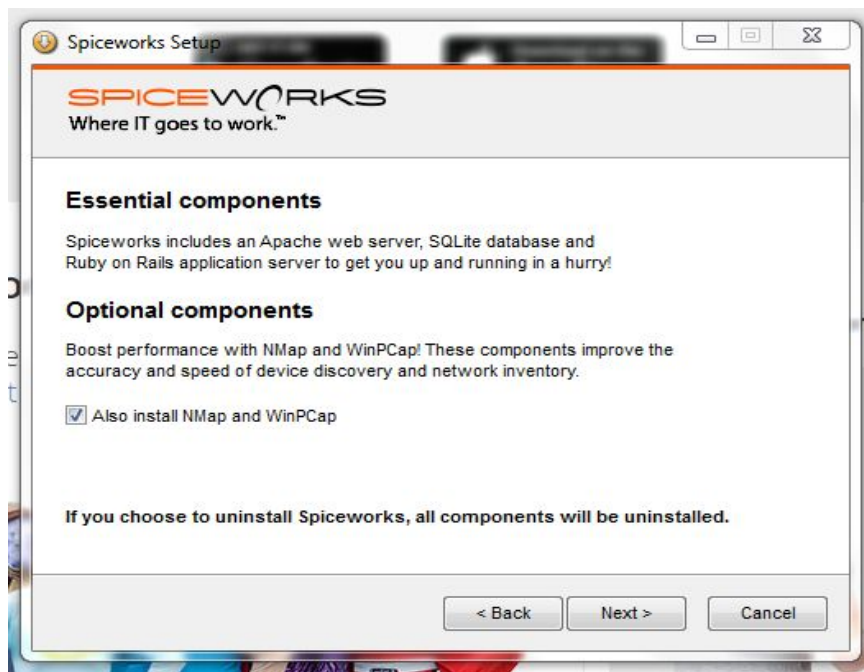 Spiceworks Setup
SPICEWORKS
Where IT goes to work.™
Essential components
Spiceworks includes an Apache web server, SQLite database and
Ruby on Rails application server to get you up and running in a hurry!
Optional components
Boost performance with NMap and WinPCap! These components improve the
accuracy and speed of device discovery and network inventory.
Also install NMap and WinPCap
If you choose to uninstall Spiceworks, all components will be uninstalled.
< Back
Next >
Cancel